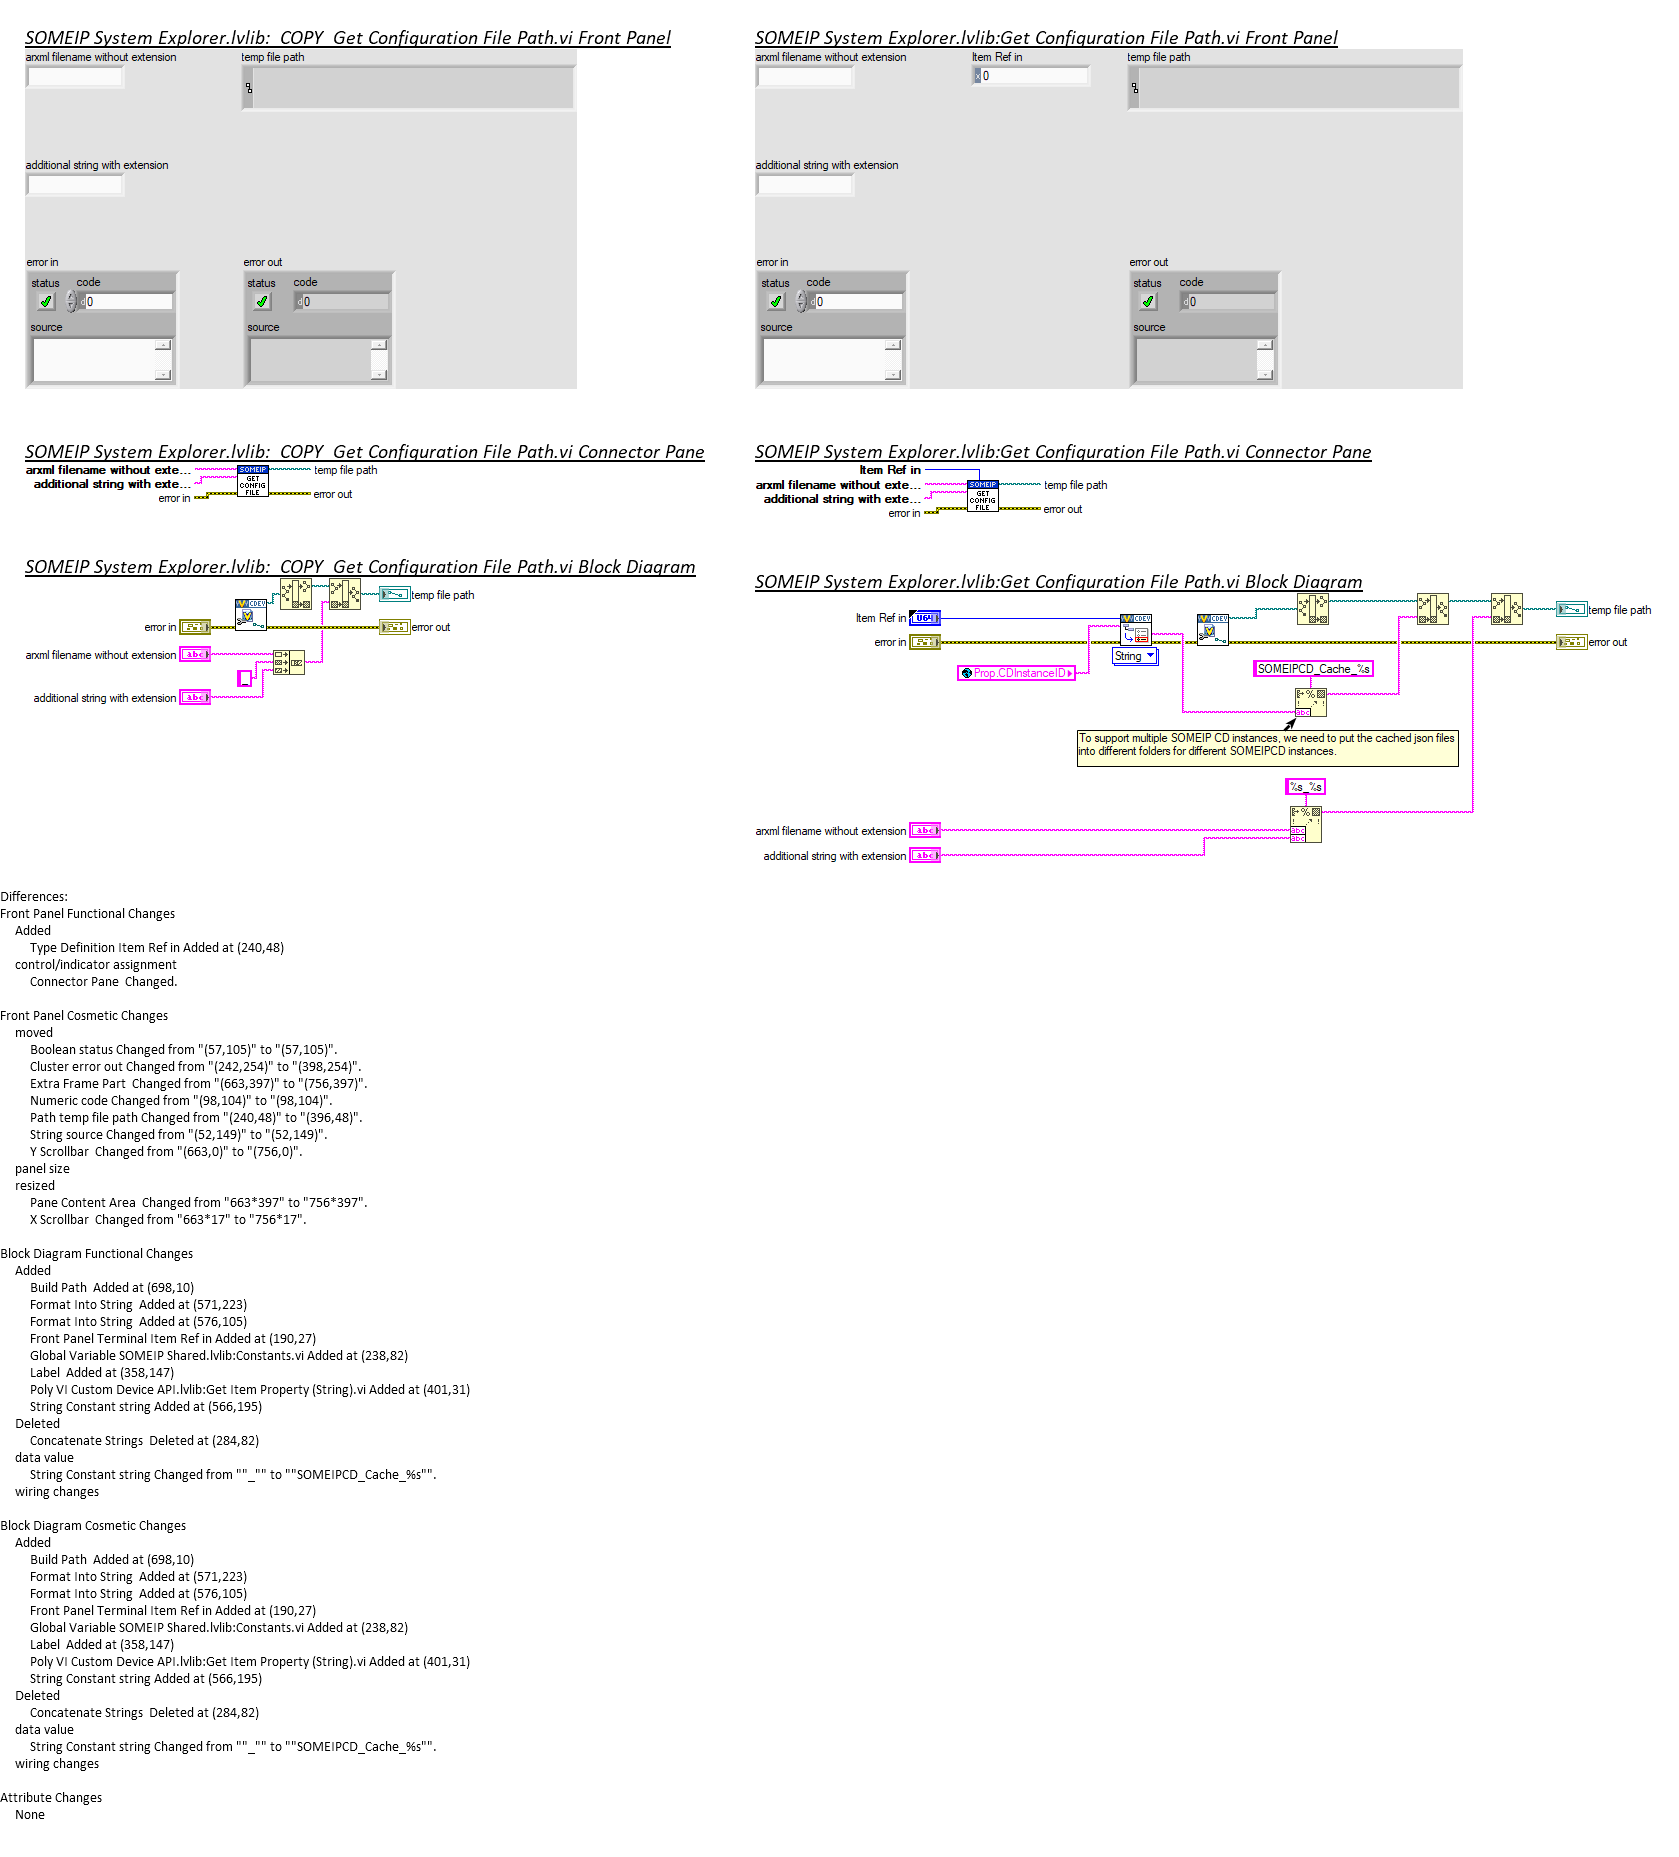 SOMEIP System Explorer.lvlib:  COPY  Get Configuration File Path.vi Front Panel
arxml filename without extension
temp file path
additional string with extension
error in
error out
status
code
0
status
code
d 0
source
source
SOMEIP System Explorer.lvlib:Get Configuration File Path.vi Front Panel
arxml filename without extension
Item Ref in
temp file path
x 0
additional string with extension
error in
error out
status
code
d 0
status
code
d 0
source
source
SOMEIP System Explorer.lvlib:  COPY  Get Configuration File Path.vi Connector Pane
arxml filename without exte...
additional string with exte...
error in
SOMEIP
GET
CONFIG
FILE
temp file path
error out
SOMEIP System Explorer.lvlib:Get Configuration File Path.vi Connector Pane
Item Ref in
arxml filename without exte...
additional string with exte...
error in
SOMEIP
GET
CONFIG
FILE
temp file path
error out
SOMEIP System Explorer.lvlib:  COPY  Get Configuration File Path.vi Block Diagram
temp file path
CDEV
error in
error out
arxml filename without extension
abc
_
additional string with extension
abc
SOMEIP System Explorer.lvlib:Get Configuration File Path.vi Block Diagram
Item Ref in
U64
CDEV
CDEV
temp file path
error in
error out
String
Prop.CDInstanceID
SOMEIPCD_Cache_%s
abc
To support multiple SOMEIP CD instances, we need to put the cached json files
into different folders for different SOMEIPCD instances.
%s_%s
arxml filename without extension
abc
abc
abc
additional string with extension
abc
Differences:
Front Panel Functional Changes
Added
Type Definition Item Ref in Added at (240,48)
control/indicator assignment
Connector Pane  Changed.
Front Panel Cosmetic Changes
moved
Boolean status Changed from "(57,105)" to "(57,105)".
Cluster error out Changed from "(242,254)" to "(398,254)".
Extra Frame Part  Changed from "(663,397)" to "(756,397)".
Numeric code Changed from "(98,104)" to "(98,104)".
Path temp file path Changed from "(240,48)" to "(396,48)".
String source Changed from "(52,149)" to "(52,149)".
Y Scrollbar  Changed from "(663,0)" to "(756,0)".
panel size
resized
Pane Content Area  Changed from "663*397" to "756*397".
X Scrollbar  Changed from "663*17" to "756*17".
Block Diagram Functional Changes
Added
Build Path  Added at (698,10)
Format Into String  Added at (571,223)
Format Into String  Added at (576,105)
Front Panel Terminal Item Ref in Added at (190,27)
Global Variable SOMEIP Shared.lvlib:Constants.vi Added at (238,82)
Label  Added at (358,147)
Poly VI Custom Device API.lvlib:Get Item Property (String).vi Added at (401,31)
String Constant string Added at (566,195)
Deleted
Concatenate Strings  Deleted at (284,82)
data value
String Constant string Changed from ""_"" to ""SOMEIPCD_Cache_%s"".
wiring changes
Block Diagram Cosmetic Changes
Added
Build Path  Added at (698,10)
Format Into String  Added at (571,223)
Format Into String  Added at (576,105)
Front Panel Terminal Item Ref in Added at (190,27)
Global Variable SOMEIP Shared.lvlib:Constants.vi Added at (238,82)
Label  Added at (358,147)
Poly VI Custom Device API.lvlib:Get Item Property (String).vi Added at (401,31)
String Constant string Added at (566,195)
Deleted
Concatenate Strings  Deleted at (284,82)
data value
String Constant string Changed from ""_"" to ""SOMEIPCD_Cache_%s"".
wiring changes
Attribute Changes
None